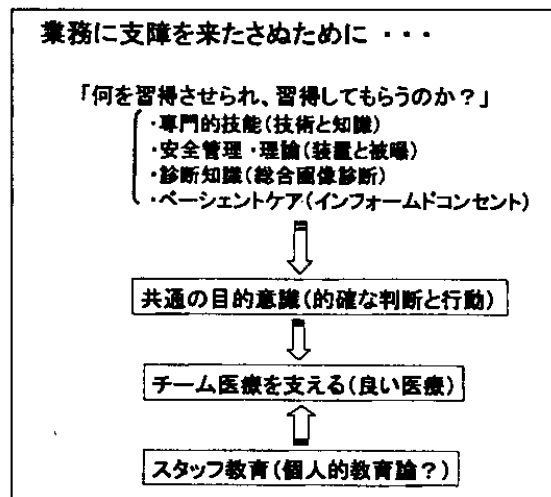 業務に支障を来たさぬために ・・・
「何を習得させられ、習得してもらうのか？」
・専門的技能（技術と知識）
・安全管理・理論（装置と被曝）
・診断知識（総合画像診断）
・ペーシェントケア（インフォームドコンセント）
共通の目的意識（的確な判断と行動）
チーム医療を支える（良い医療）
スタッフ教育（個人的教育論？）